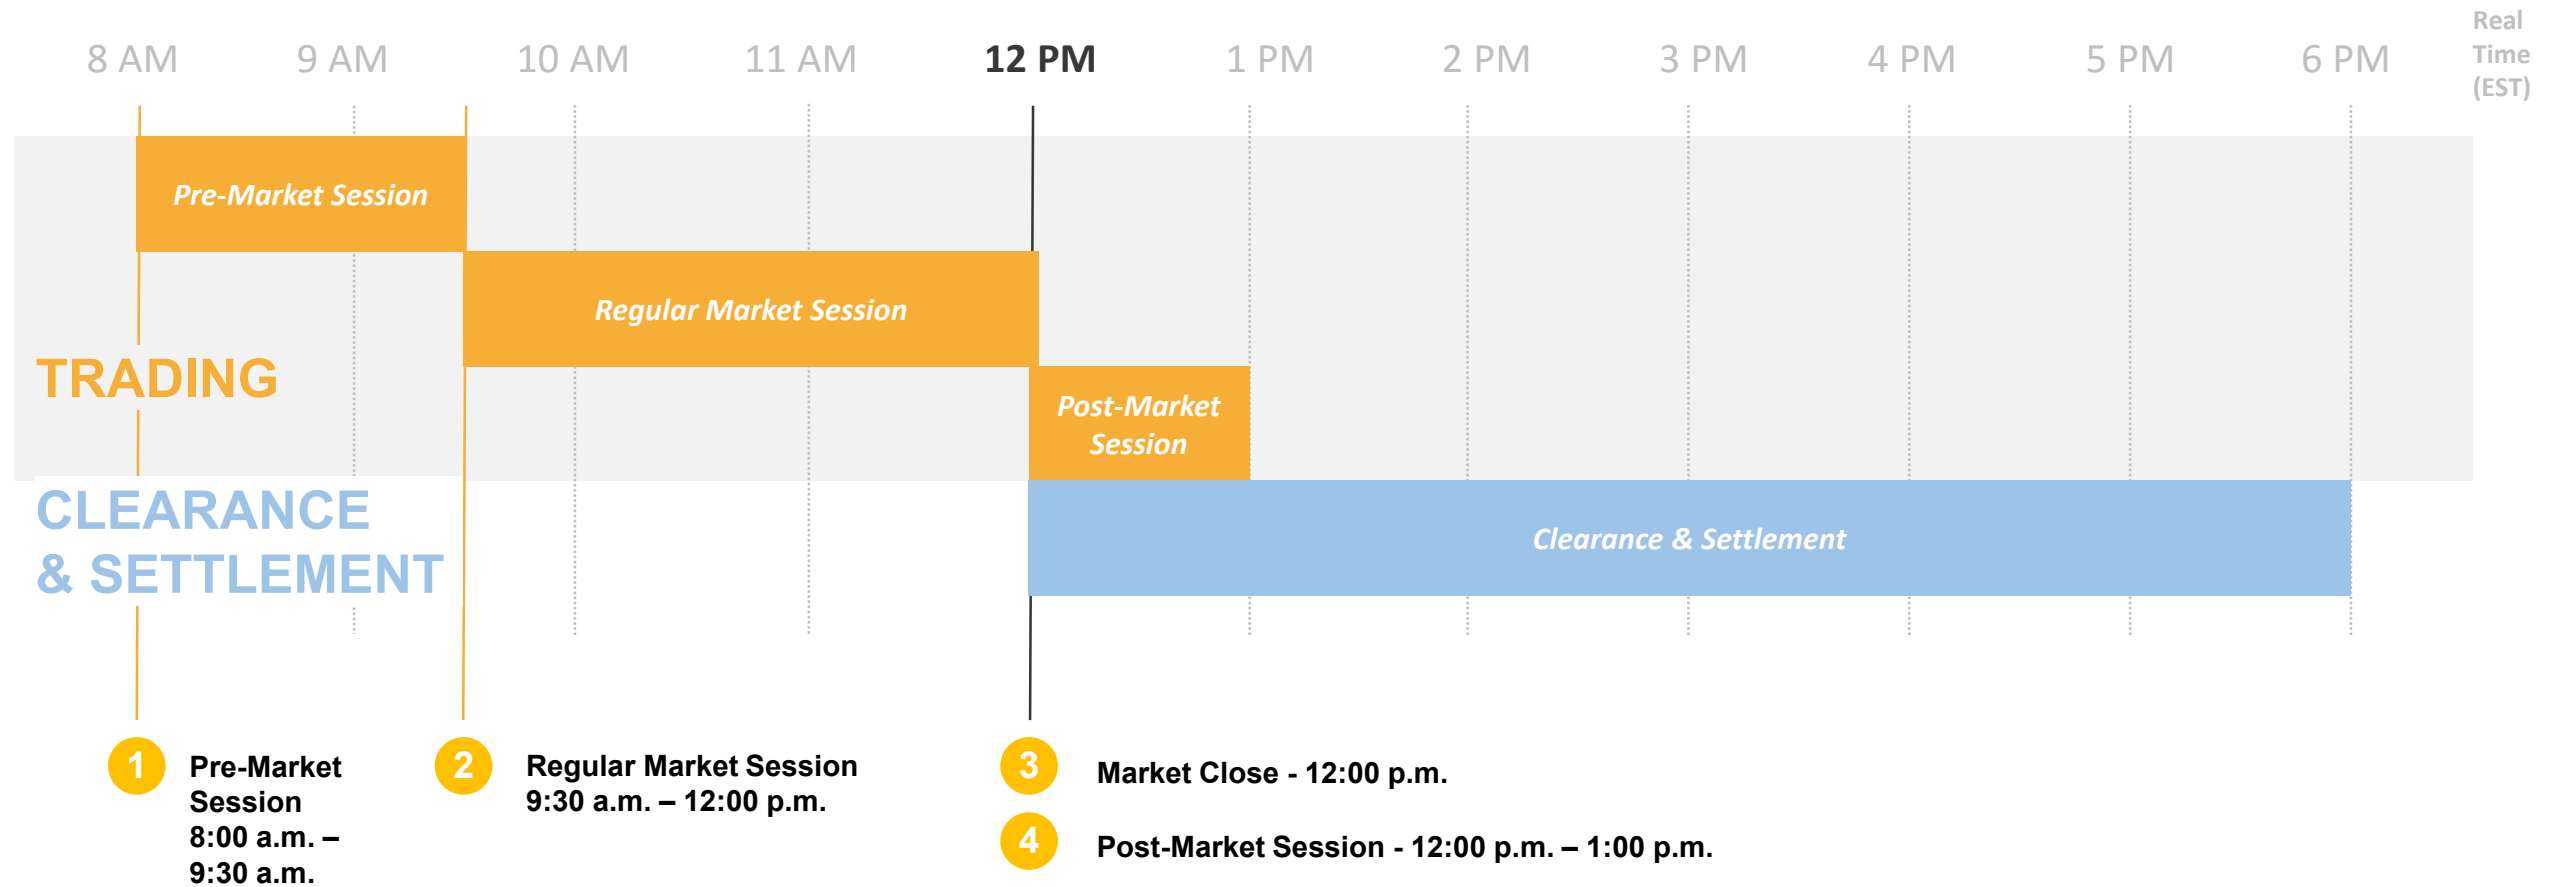 8 AM
9 AM
10 AM
11 AM
12 PM
1 PM
2 PM
3 PM
4 PM
5 PM
6 PM
Real
Time
(EST)
Pre-Market Session
Regular Market Session
TRADING
Post-Market
Session
CLEARANCE
& SETTLEMENT
Clearance & Settlement
1
Pre-Market
Session
8:00 a.m. –
9:30 a.m.
2
Regular Market Session
9:30 a.m. – 12:00 p.m.
3
Market Close - 12:00 p.m.
4
Post-Market Session - 12:00 p.m. – 1:00 p.m.